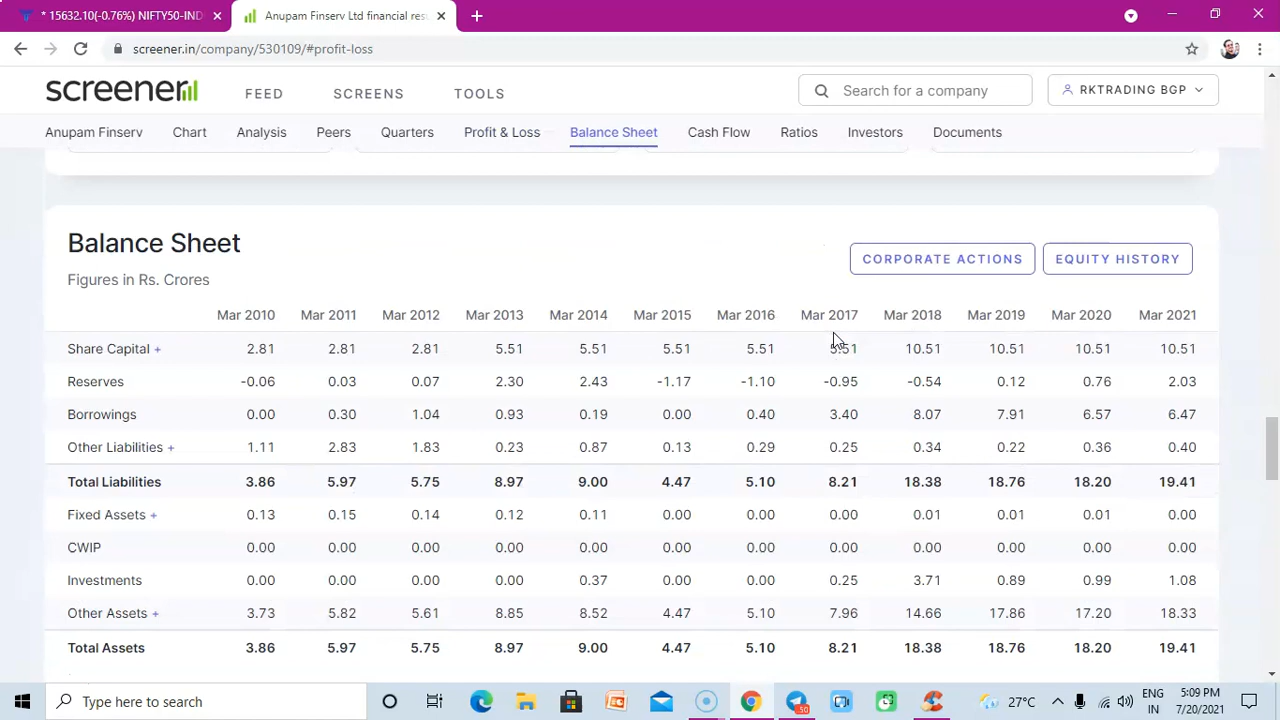 * 15632.10(-0.76%) NIFTY50-IND
Anupam Finserv Ltd financial res
screener.in/company/530109/#profit-loss
screener FEED SCREENS TOOLS Search for a company RKTRADING BGP
Anupam Finserv Chart Analysis Peers Quarters Profit & Loss Balance Sheet Cash Flow Ratios Investors Documents
Balance Sheet
CORPORATE ACTIONS EQUITY HISTORY
Figures in Rs. Crores
Mar 2010 Mar 2011 Mar 2012 Mar 2013 Mar 2014 Mar 2015 Mar 2016 Mar 2017 Mar 2018 Mar 2019 Mar 2020 Mar 2021
Share Capital + 2.81 2.81 2.81 5.51 5.51 5.51 5.51 5.51 10.51 10.51 10.51 10.51
Reserves -0.06 0.03 0.07 2.30 2.43 -1.17 -1.10 -0.95 -0.54 0.12 0.76 2.03
Borrowings 0.00 0.30 1.04 0.93 0.19 0.00 0.40 3.40 8.07 7.91 6.57 6.47
Other Liabilities + 1.11 2.83 1.83 0.23 0.87 0.13 0.29 0.25 0.34 0.22 0.36 0.40
Total Liabilities 3.86 5.97 5.75 8.97 9.00 4.47 5.10 8.21 18.38 18.76 18.20 19.41
Fixed Assets + 0.13 0.15 0.14 0.12 0.11 0.00 0.00 0.00 0.01 0.01 0.01 0.00
CWIP 0.00 0.00 0.00 0.00 0.00 0.00 0.00 0.00 0.00 0.00 0.00 0.00
Investments 0.00 0.00 0.00 0.00 0.37 0.00 0.00 0.25 3.71 0.89 0.99 1.08
Other Assets + 3.73 5.82 5.61 8.85 8.52 4.47 5.10 7.96 14.66 17.86 17.20 18.33
Total Assets 3.86 5.97 5.75 8.97 9.00 4.47 5.10 8.21 18.38 18.76 18.20 19.41
Type here to search 50 27°C ENG IN 5:09 PM 7/20/2021